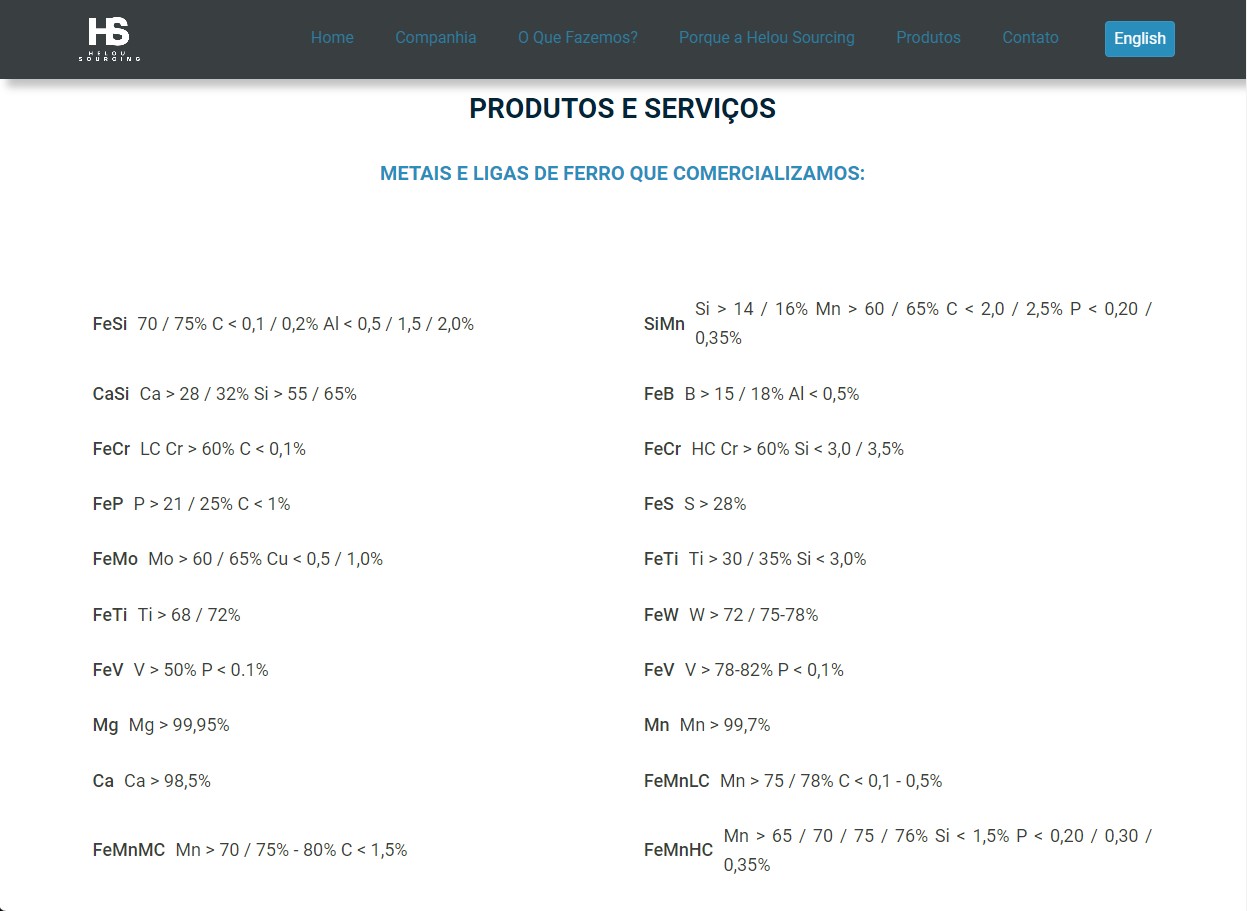 HS
HELOU
SOURCING
Home
Companhia
O Que Fazemos?
Porque a Helou Sourcing
Produtos
Contato
English
PRODUTOS E SERVIÇOS
METAIS E LIGAS DE FERRO QUE COMERCIALIZAMOS:
FeSi 70 / 75% C < 0,1 / 0,2% Al < 0,5 / 1,5 / 2,0%
SiMn Si > 14 / 16% Mn > 60 / 65% C < 2,0 / 2,5% P < 0,20 /
0,35%
CaSi Ca > 28 / 32% Si > 55 / 65%
FeB B > 15 / 18% Al < 0,5%
FeCr LC Cr > 60% C < 0,1%
FeCr HC Cr > 60% Si < 3,0 / 3,5%
FeP P > 21 / 25% C < 1%
FeS S > 28%
FeMo Mo > 60 / 65% Cu < 0,5 / 1,0%
FeTi Ti > 30 / 35% Si < 3,0%
FeTi Ti > 68 / 72%
FeW W > 72 / 75-78%
FeV V > 50% P < 0.1%
FeV V > 78-82% P < 0,1%
Mg Mg > 99,95%
Mn Mn > 99,7%
Ca Ca > 98,5%
FeMnLC Mn > 75 / 78% C < 0,1 - 0,5%
FeMnMC Mn > 70 / 75% - 80% C < 1,5%
FeMnHC Mn > 65 / 70 / 75 / 76% Si < 1,5% P < 0,20 / 0,30 /
0,35%